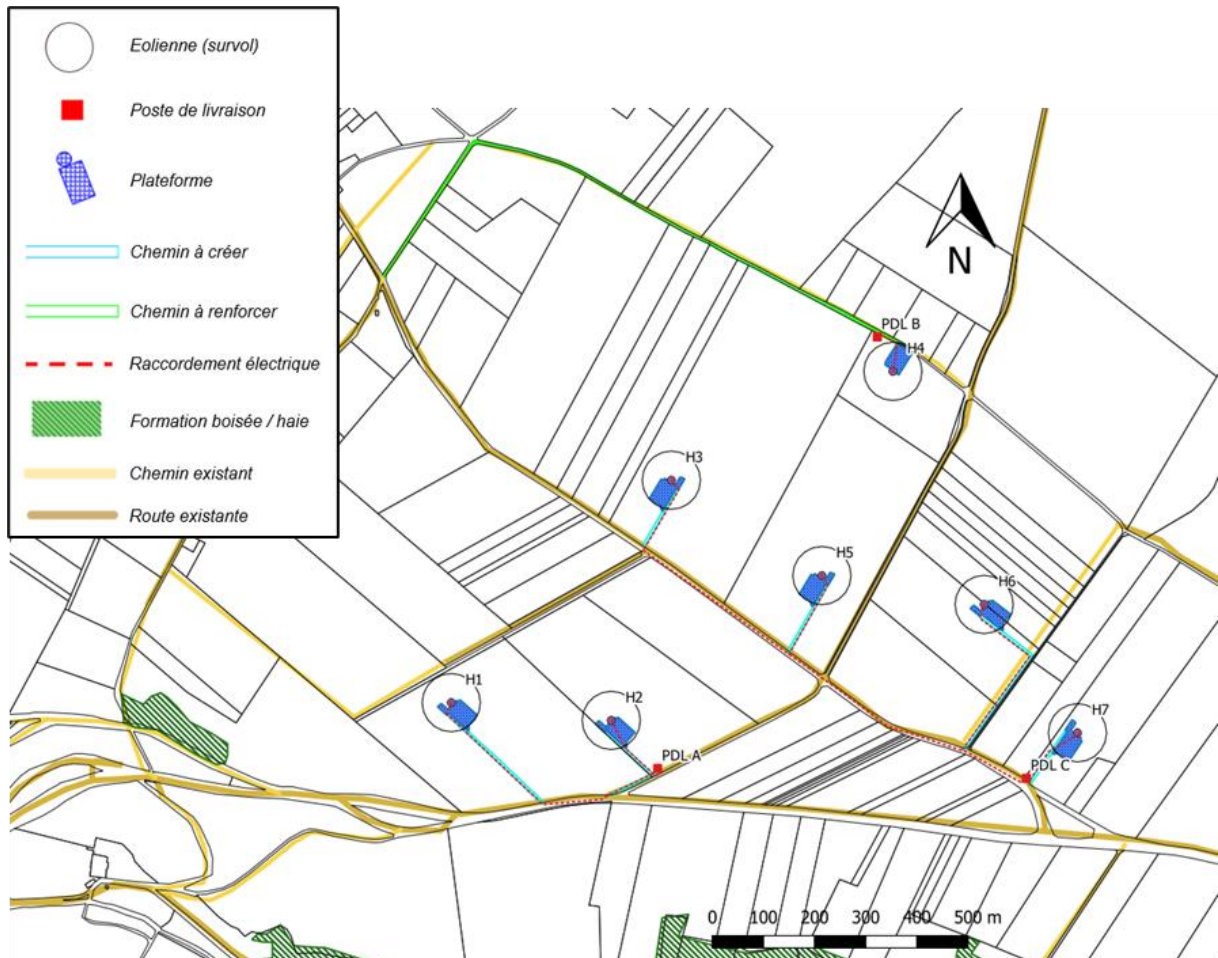 Eolienne (survol)
Poste de livraison
Plateforme
Chemin à créer
Chemin à renforcer
Raccordement électrique
Formation boisée / haie
Chemin existant
Route existante
N
PDL B
H4
H3
H5
H6
H1
H2
H7
PDL A
PDL C
0 100 200 300 400 500 m